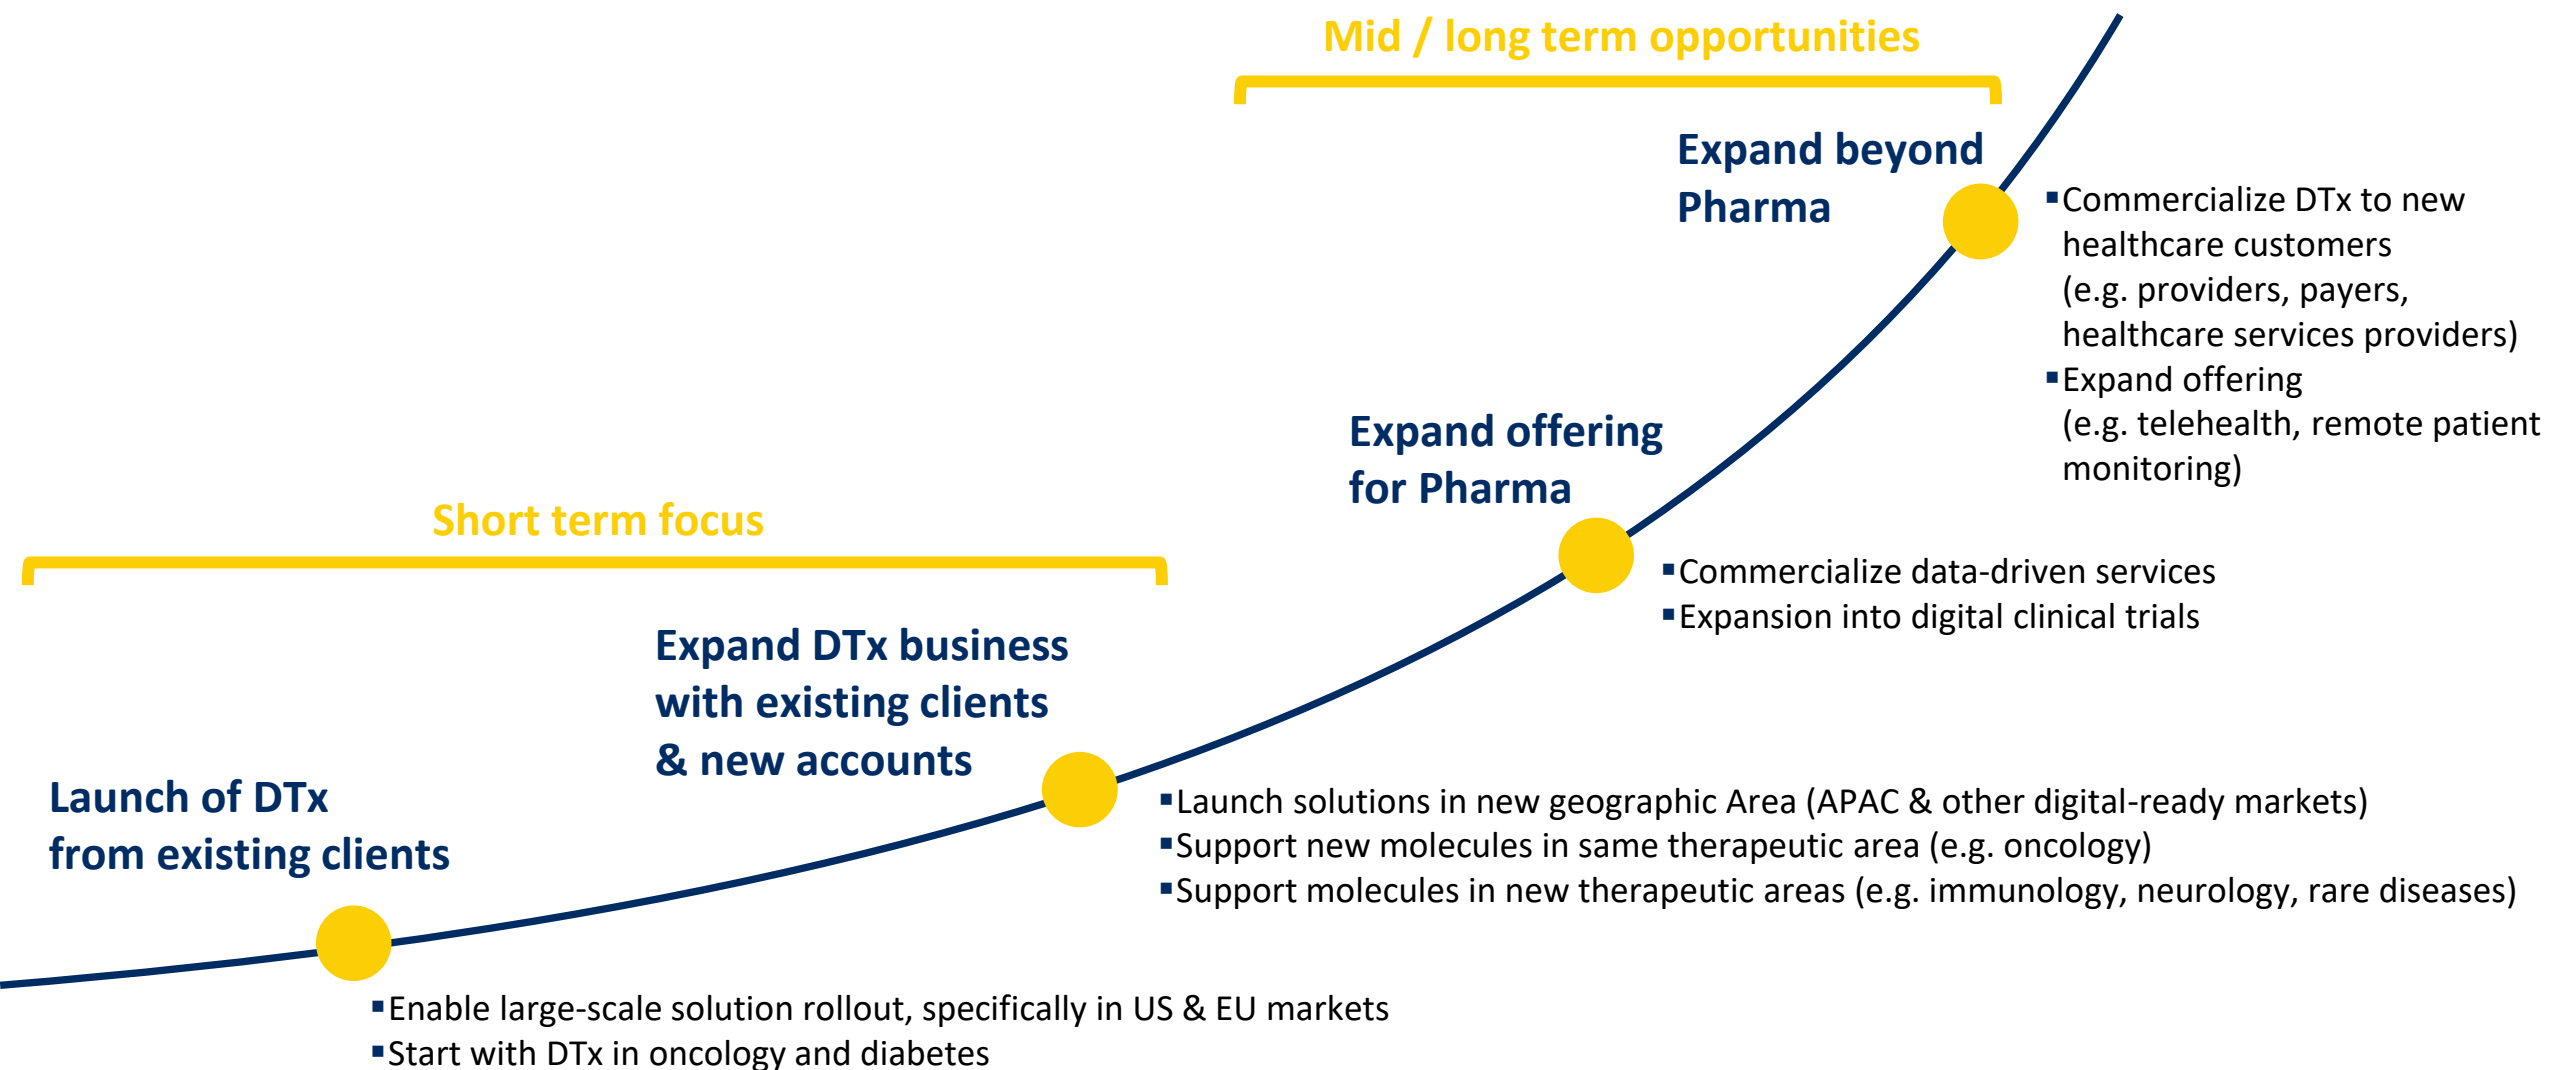 Mid / long term opportunities
Expand beyond
Pharma
▪Commercialize DTx to new
healthcare customers
(e.g. providers, payers,
healthcare services providers)
▪Expand offering
(e.g. telehealth, remote patient
monitoring)
Expand offering
for Pharma
▪Commercialize data-driven services
▪Expansion into digital clinical trials
Short term focus
Expand DTx business
with existing clients
& new accounts
▪Launch solutions in new geographic Area (APAC & other digital-ready markets)
▪Support new molecules in same therapeutic area (e.g. oncology)
▪Support molecules in new therapeutic areas (e.g. immunology, neurology, rare diseases)
Launch of DTx
from existing clients
▪Enable large-scale solution rollout, specifically in US & EU markets
▪Start with DTx in oncology and diabetes